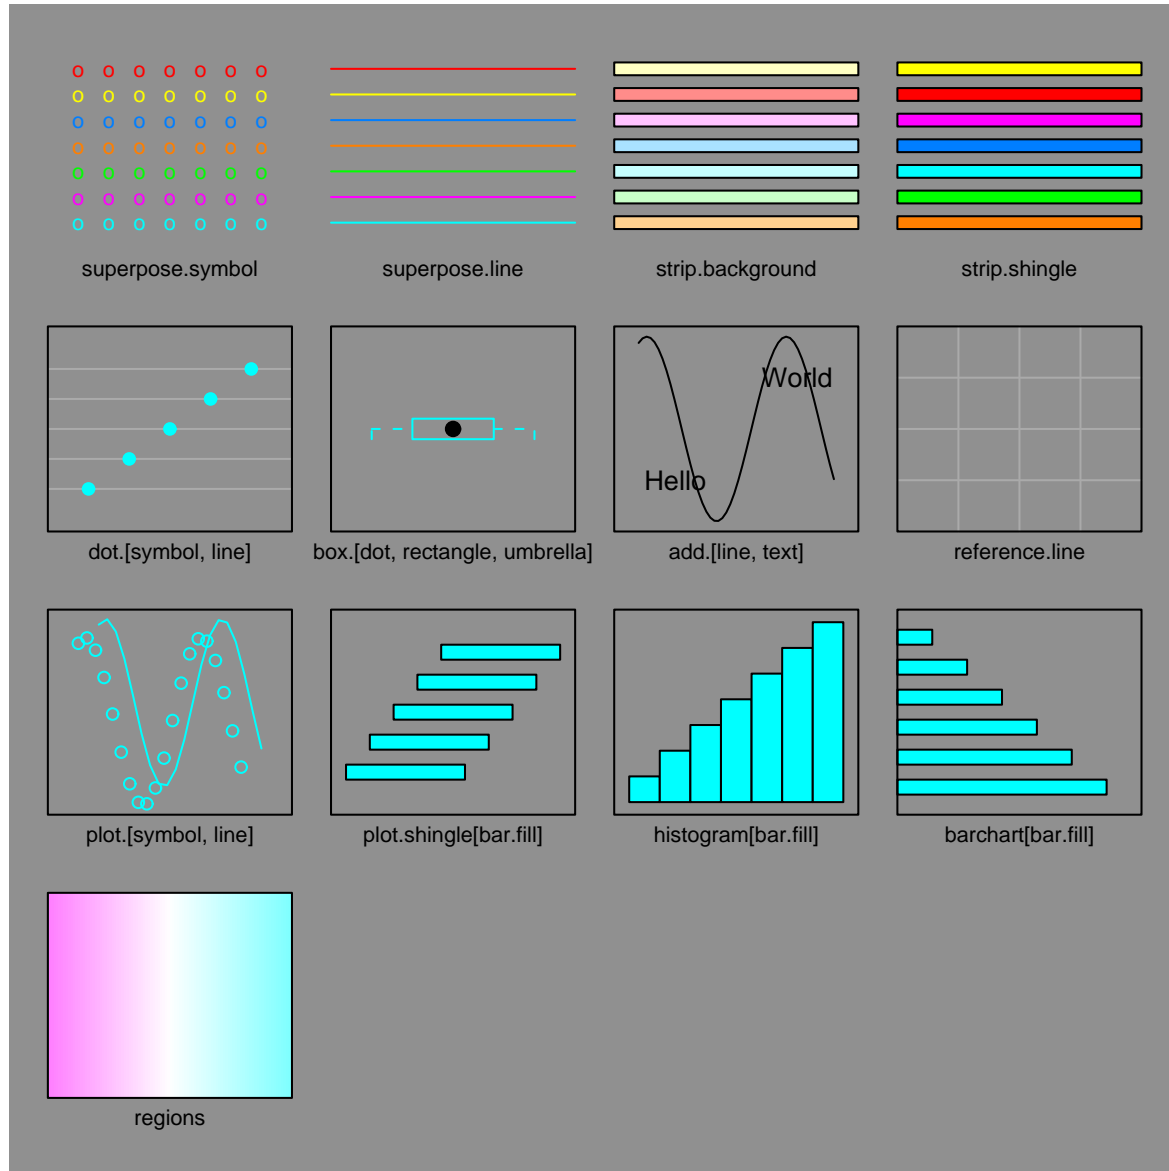 superpose.symbol
superpose.line
strip.background
strip.shingle
World
Hello
dot.[symbol, line]
box.[dot, rectangle, umbrella]
add.[line, text]
reference.line
plot.[symbol, line]
plot.shingle[bar.fill]
histogram[bar.fill]
barchart[bar.fill]
regions